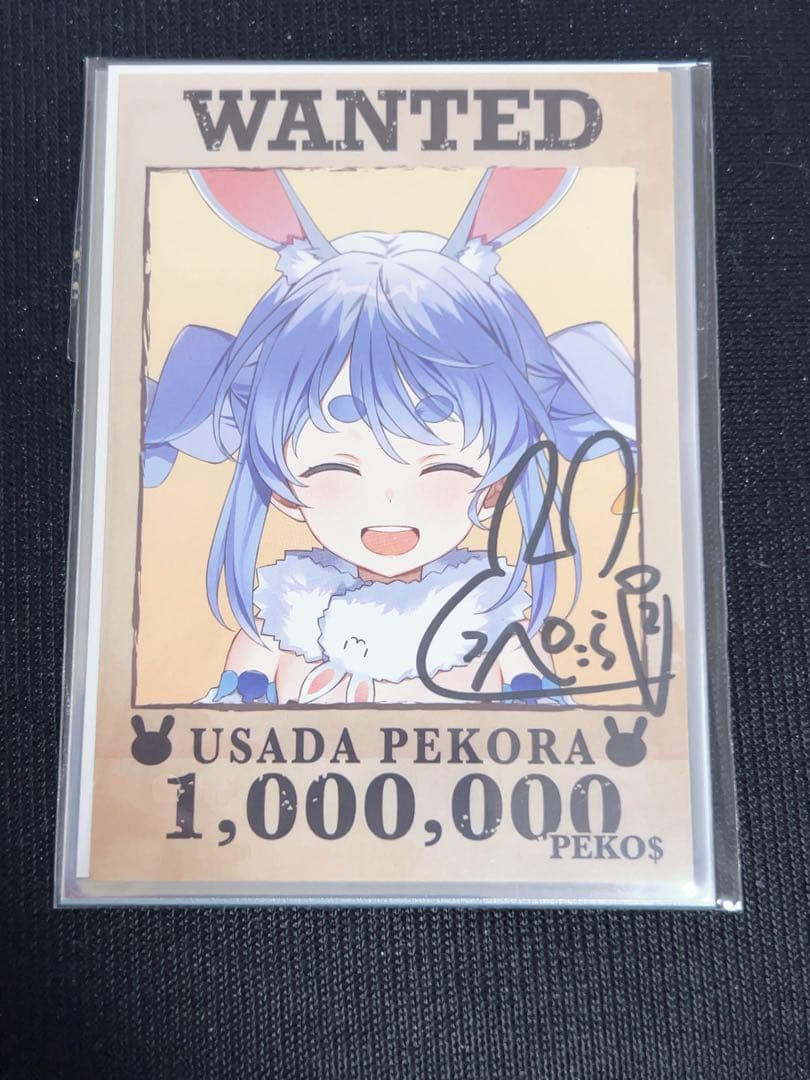 WANTED
USADA PEKORA
1,000,000
PEKO$